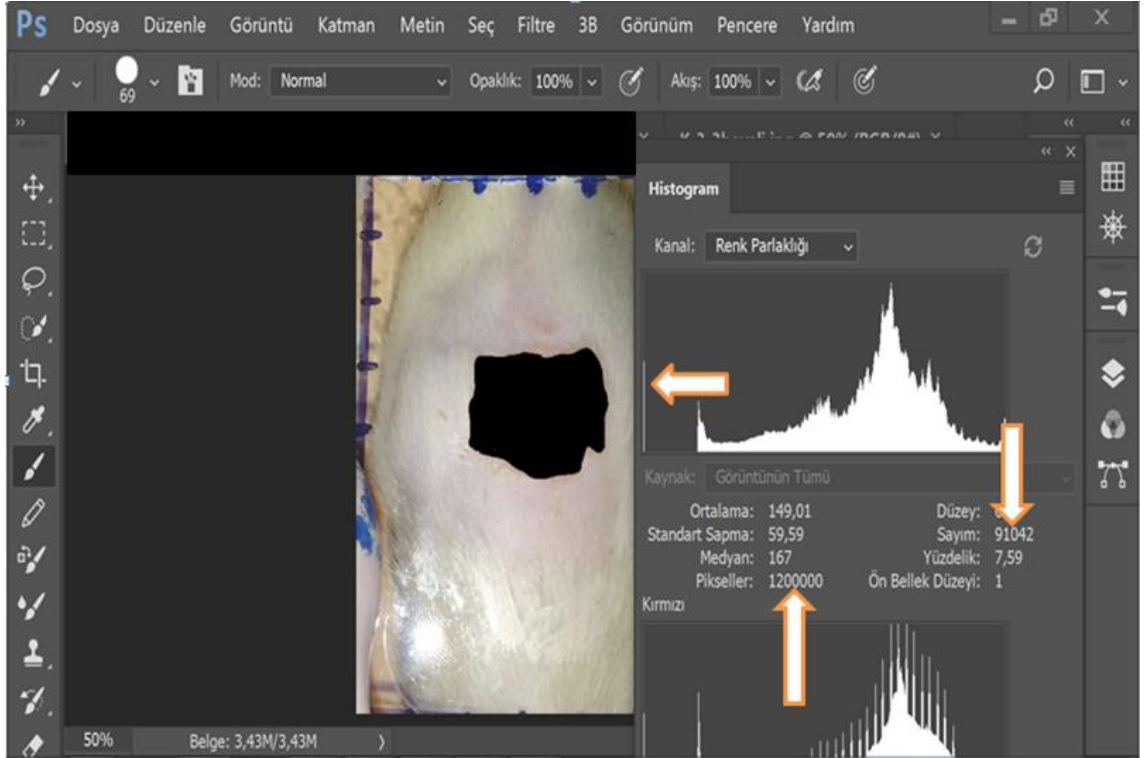 Ps Dosya Düzenle Görüntü Katman Metin Seç Filtre 3B Görünüm Pencere Yardım
69 Mod: Normal Opaklık: 100% Akış: 100%
Histogram
Kanal: Renk Parlaklığı
Kaynak: Görüntünün Tümü
Ortalama: 149,01 Düzey:
Standart Sapma: 59,59 Sayım: 91042
Medyan: 167 Yüzdelik: 7,59
Pikseller: 1200000 Ön Bellek Düzeyi: 1
Kırmızı
50% Belge: 3,43M/3,43M